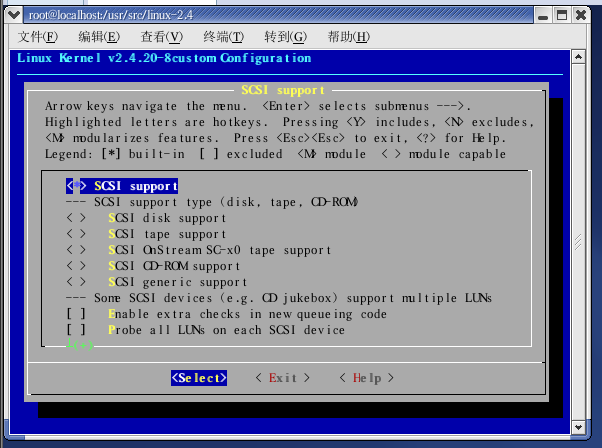 root@localhost:/usr/src/linux-2.4
文件(F) 编辑(E) 查看(V) 终端(T) 转到(G) 帮助(H)
Linux Kernel v2.4.20-8custom Configuration
SCSI support
Arrow keys navigate the menu. <Enter> selects submenus --->.
Highlighted letters are hotkeys. Pressing <Y> includes, <N> excludes,
<M> modularizes features. Press <Esc><Esc> to exit, <?> for Help.
Legend: [*] built-in [ ] excluded <M> module < > module capable
< > SCSI support
--- SCSI support type (disk, tape, CD-ROM)
< > SCSI disk support
< > SCSI tape support
< > SCSI OnStream SC-x0 tape support
< > SCSI CD-ROM support
< > SCSI generic support
--- Some SCSI devices (e.g. CD jukebox) support multiple LUNs
[ ] Enable extra checks in new queueing code
[ ] Probe all LUNs on each SCSI device
<Select> < Exit > < Help >